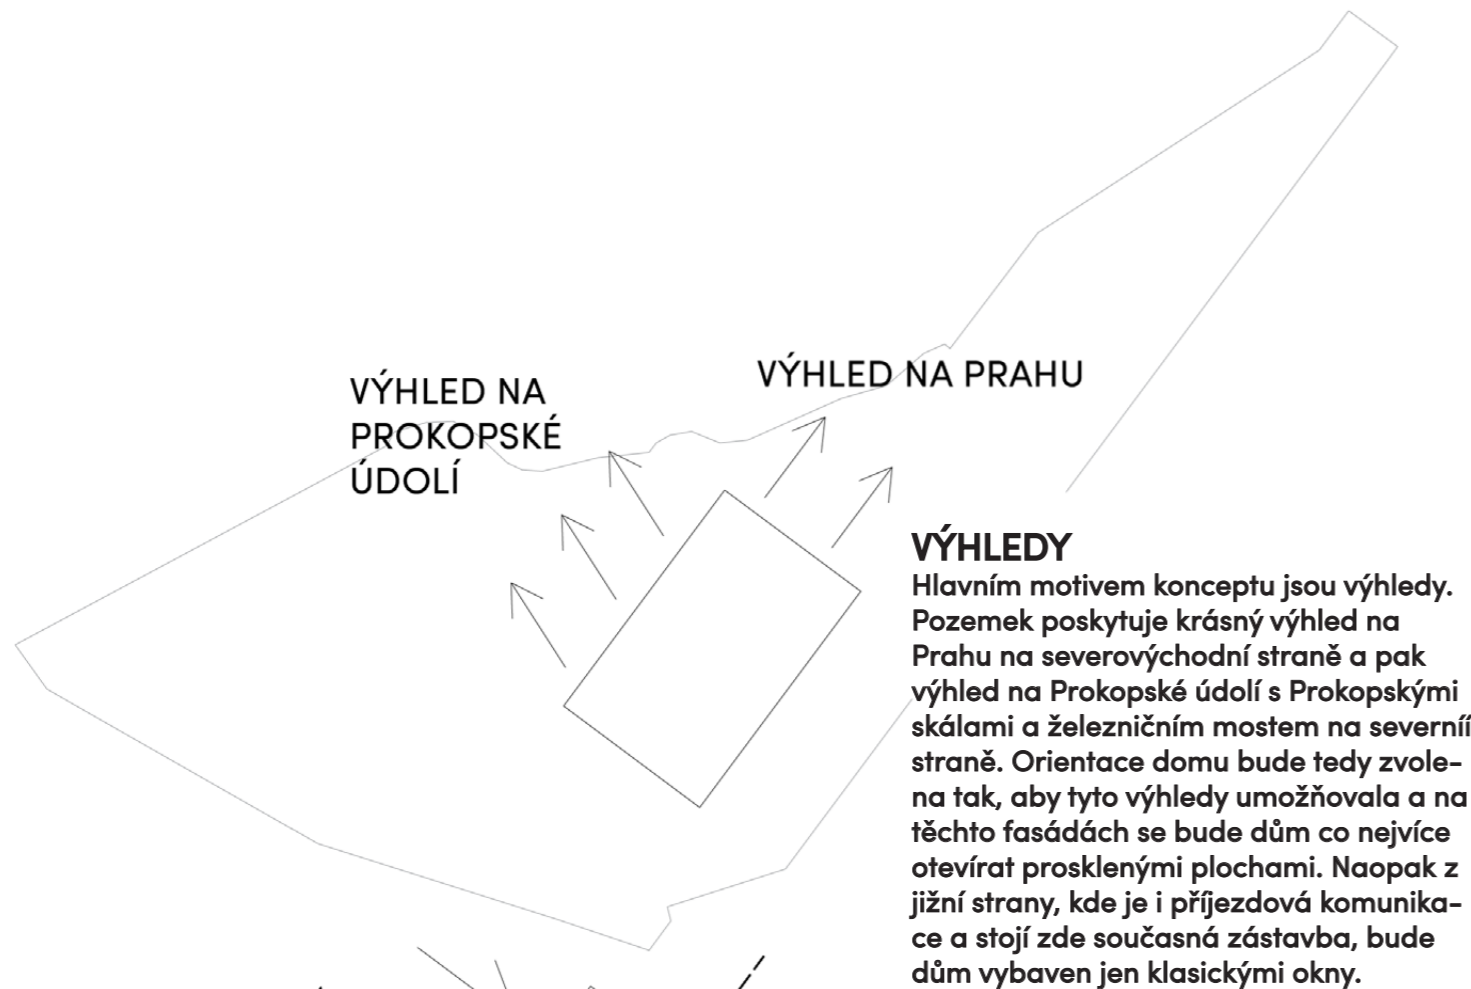 VÝHLED NA
PROKOPSKÉ
ÚDOLÍ
VÝHLED NA PRAHU
VÝHLEDY
Hlavním motivem konceptu jsou výhledy.
Pozemek poskytuje krásný výhled na
Prahu na severovýchodní straně a pak
výhled na Prokopské údolí s Prokopskými
skálami a železničním mostem na severníí
straně. Orientace domu bude tedy zvole-
na tak, aby tyto výhledy umožňovala a na
těchto fasádách se bude dům co nejvíce
otevírat prosklenými plochami. Naopak z
jižní strany, kde je i příjezdová komunika-
ce a stojí zde současná zástavba, bude
dům vybaven jen klasickými okny.